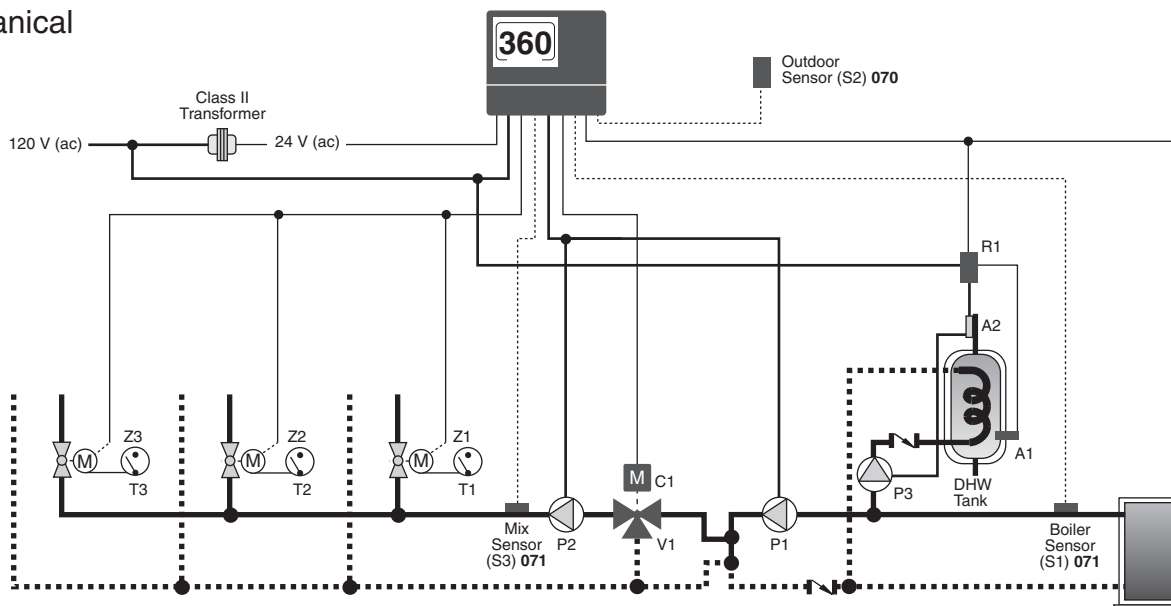 anical
360
Outdoor
Sensor (S2) 070
Class II
Transformer
120 V (ac)
24 V (ac)
R1
A2
Z3
M
T3
Z2
M
T2
Z1
M
T1
M
C1
A1
P3
DHW
Tank
Mix
Sensor
(S3) 071
P2
V1
P1
Boiler
Sensor
(S1) 071